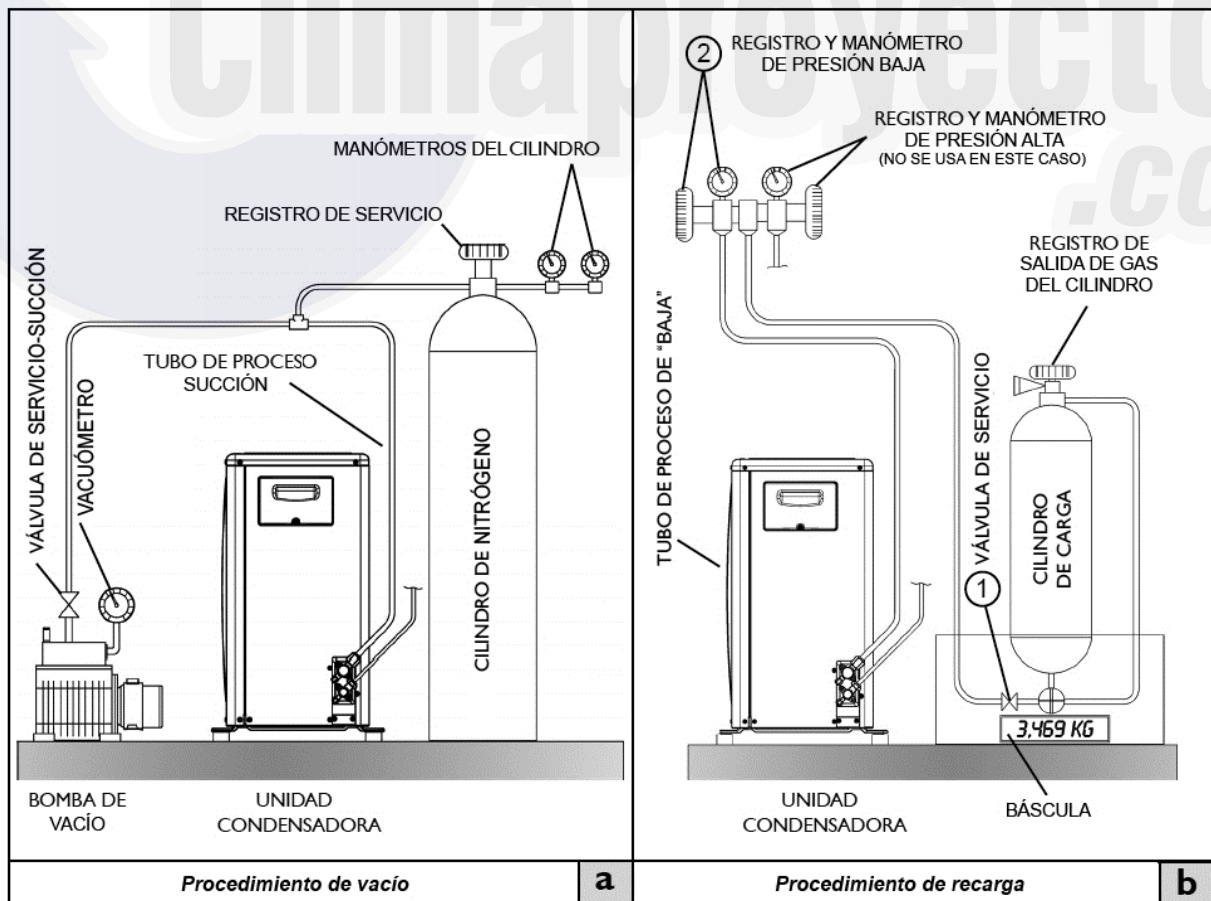 Climaproyecto
.co
MANÓMETROS DEL CILINDRO
REGISTRO DE SERVICIO
VÁLVULA DE SERVICIO-SUCCIÓN
VACUÓMETRO
TUBO DE PROCESO
SUCCIÓN
CILINDRO DE NITRÓGENO
BOMBA DE
VACÍO
UNIDAD
CONDENSADORA
Procedimiento de vacío
a
2
REGISTRO Y MANÓMETRO
DE PRESIÓN BAJA
REGISTRO Y MANÓMETRO
DE PRESIÓN ALTA
(NO SE USA EN ESTE CASO)
REGISTRO DE
SALIDA DE GAS
DEL CILINDRO
TUBO DE PROCESO DE "BAJA"
VÁLVULA DE SERVICIO
1
CILINDRO
DE CARGA
3,469 KG
UNIDAD
CONDENSADORA
BÁSCULA
Procedimiento de recarga
b